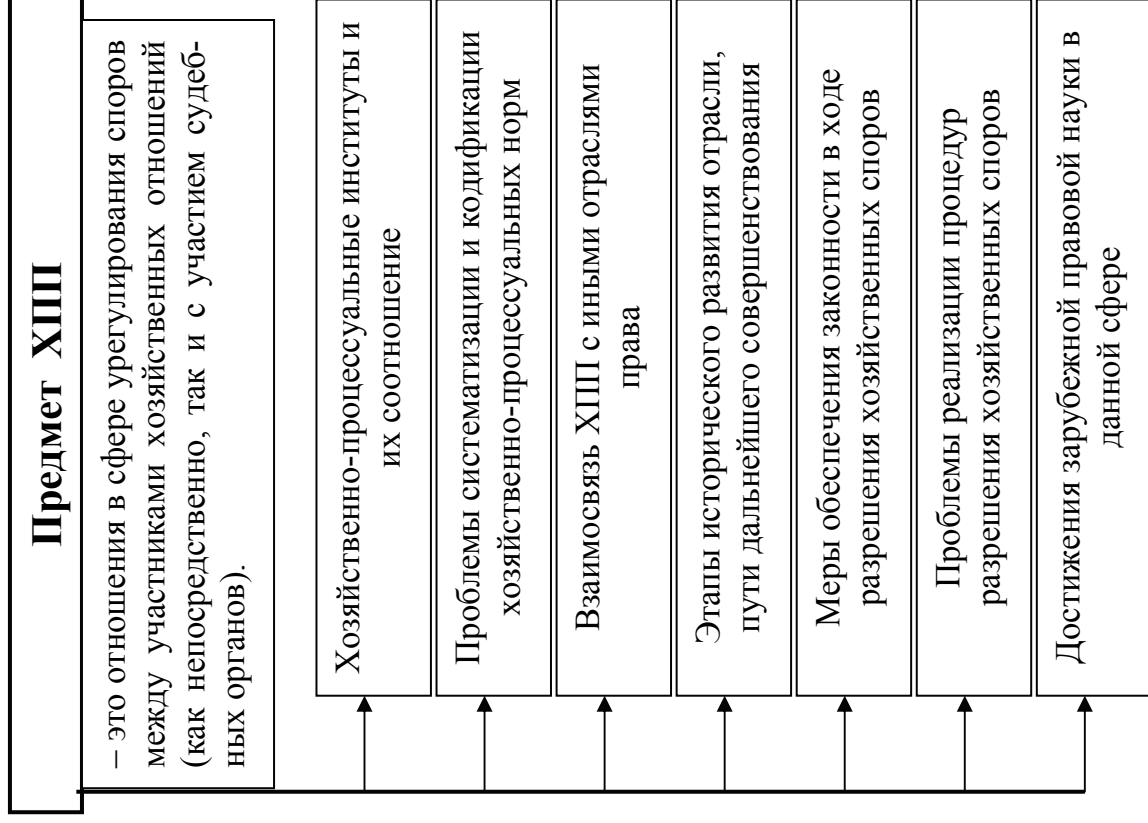 Предмет ХПП
– это отношения в сфере урегулирования споров
между участниками хозяйственных отношений
(как непосредственно, так и с участием судеб-
ных органов).
Хозяйственно-процессуальные институты и
их соотношение
Проблемы систематизации и кодификации
хозяйственно-процессуальных норм
Взаимосвязь ХПП с иными отраслями
права
Этапы исторического развития отрасли,
пути дальнейшего совершенствования
Меры обеспечения законности в ходе
разрешения хозяйственных споров
Проблемы реализации процедур
разрешения хозяйственных споров
Достижения зарубежной правовой науки в
данной сфере